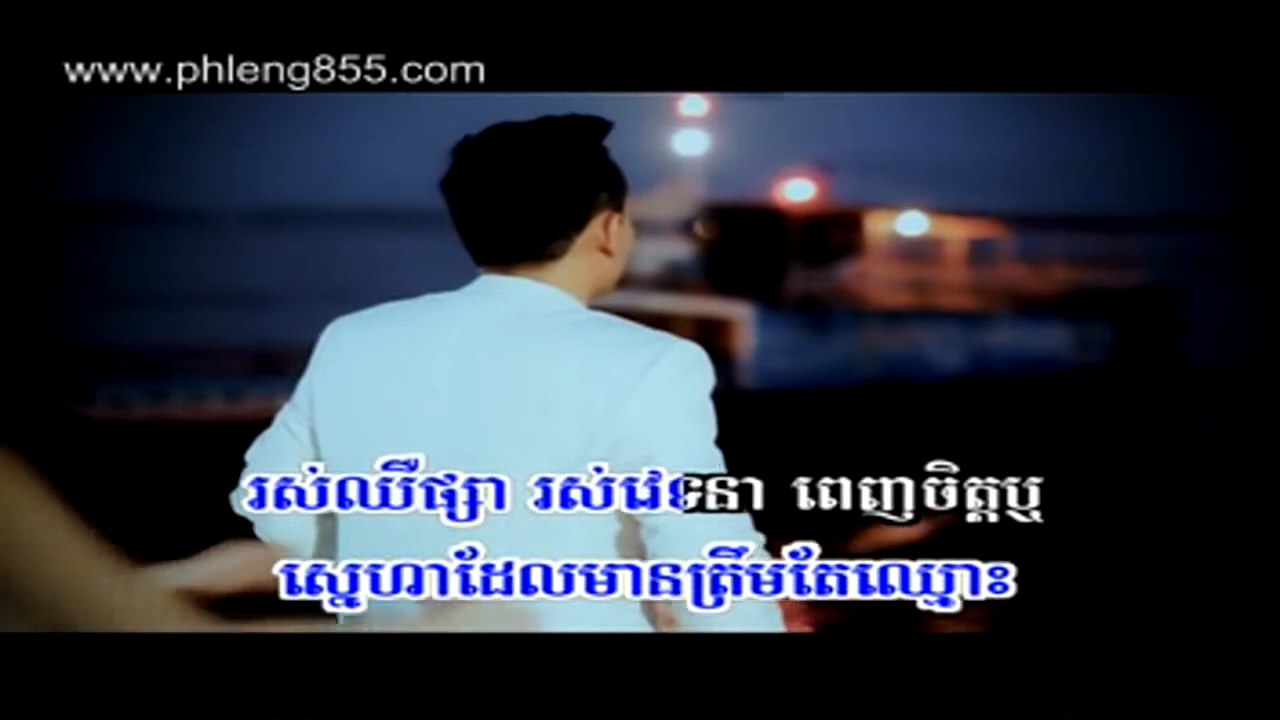 www.phleng855.com
រស់ឈឺផ្សា រស់វេទនា ពេញចិត្តឬ
ស្នេហាដែលមានត្រឹមតែឈ្មោះ